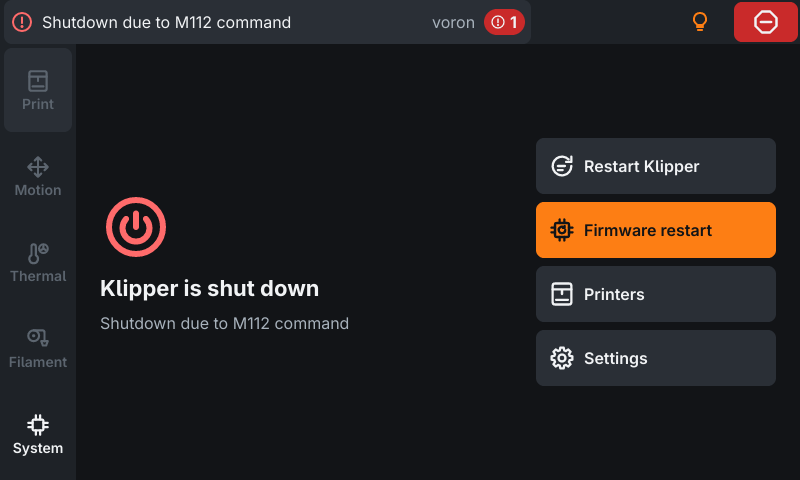 Shutdown due to M112 command
voron
1
Print
Motion
Thermal
Filament
System
Klipper is shut down
Shutdown due to M112 command
Restart Klipper
Firmware restart
Printers
Settings